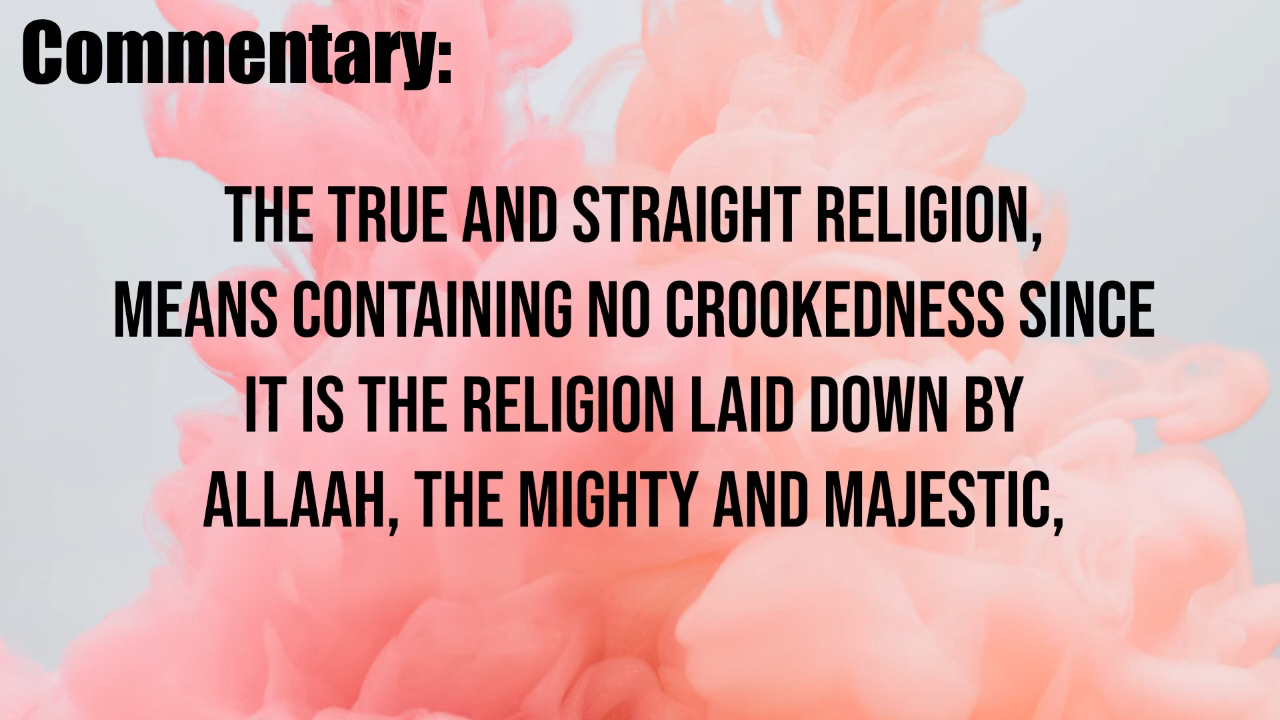 Commentary:
THE TRUE AND STRAIGHT RELIGION,
MEANS CONTAINING NO CROOKEDNESS SINCE
IT IS THE RELIGION LAID DOWN BY
ALLAAH, THE MIGHTY AND MAJESTIC,